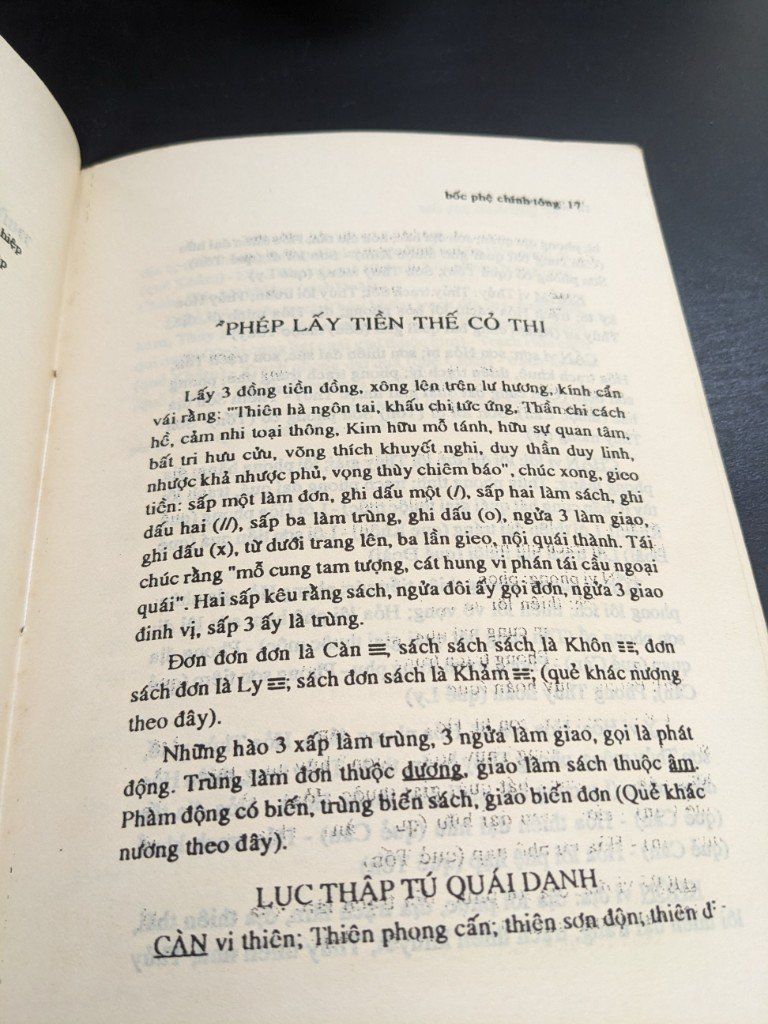 bốc phệ chính tông 17
PHÉP LẤY TIỀN THẾ CỎ THI
Lấy 3 đồng tiền đồng, xông lên trên lư hương, kính cẩn
vái rằng: "Thiên hà ngôn tai, khấu chi tức ứng, Thần chi cách
hề, cảm nhi toại thông, Kim hữu mỗ tánh, hữu sự quan tâm,
bất tri hưu cửu, võng thích khuyết nghi, duy thần duy linh,
nhược khả nhược phủ, vọng thùy chiêm báo", chúc xong, gieo
tiền: sấp một làm đơn, ghi dấu một (/), sấp hai làm sách, ghi
dấu hai (//), sấp ba làm trùng, ghi dấu (o), ngửa 3 làm giao,
ghi dấu (x), từ dưới trang lên, ba lần gieo, nội quái thành. Tái
chúc rằng "mỗ cung tam tượng, cát hung vi phán tái cầu ngoại
quái". Hai sấp kêu rằng sách, ngửa đôi ấy gọi đơn, ngửa 3 giao
đinh vị, sấp 3 ấy là trùng.
Đơn đơn đơn là Càn ☰, sách sách sách là Khôn ☷; đơn
sách đơn là Ly ☲; sách đơn sách là Khảm ☵; (quẻ khác nượng
theo đây).
Những hào 3 xấp làm trùng, 3 ngửa làm giao, gọi là phát
động. Trùng làm đơn thuộc dương, giao làm sách thuộc âm.
Phàm động có biến, trùng biến sách, giao biến đơn (Quẻ khác
nường theo đây).
LỤC THẬP TÚ QUÁI DANH
CÀN vi thiên; Thiên phong cấn; thiên sơn độn; thiên